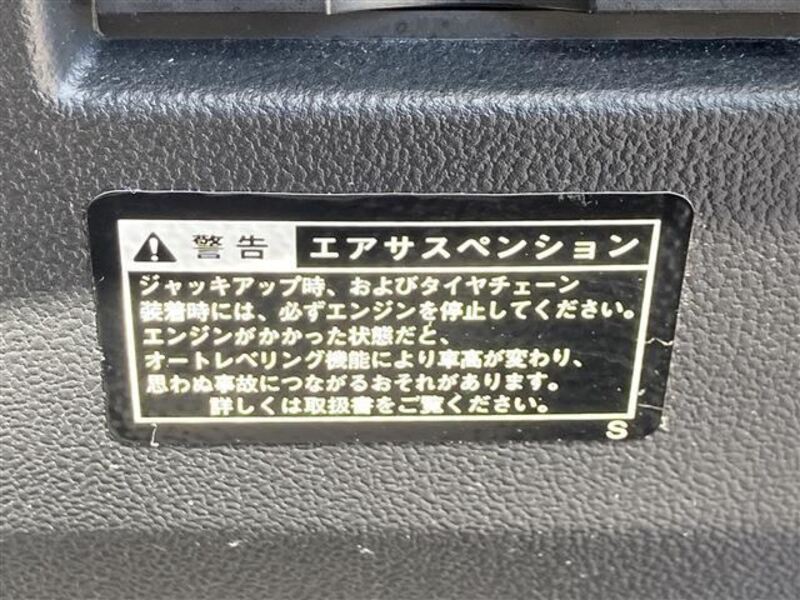 警告 エアサスペンション
ジャッキアップ時、およびタイヤチェーン
装着時には、必ずエンジンを停止してください。
エンジンがかかった状態だと、
オートレベリング機能により車高が変わり、
思わぬ事故につながるおそれがあります。
詳しくは取扱書をご覧ください。
S